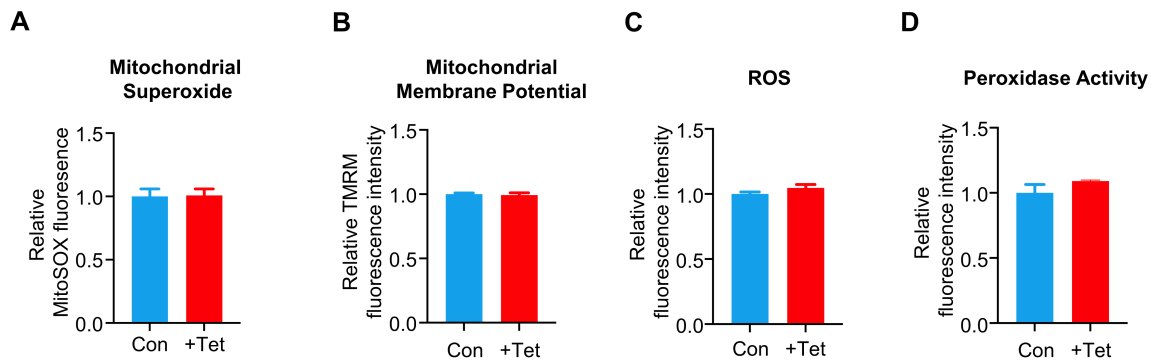 A
Mitochondrial
Superoxide
Relative
MitoSOX fluoresence
1.5
1.0
0.5
0.0
Con
+Tet
B
Mitochondrial
Membrane Potential
Relative TMRM
fluorescence intensity
1.5
1.0
0.5
0.0
Con
+Tet
C
ROS
Relative
fluorescence intensity
1.5
1.0
0.5
0.0
Con
+Tet
D
Peroxidase Activity
Relative
fluorescence intensity
1.5
1.0
0.5
0.0
Con
+Tet